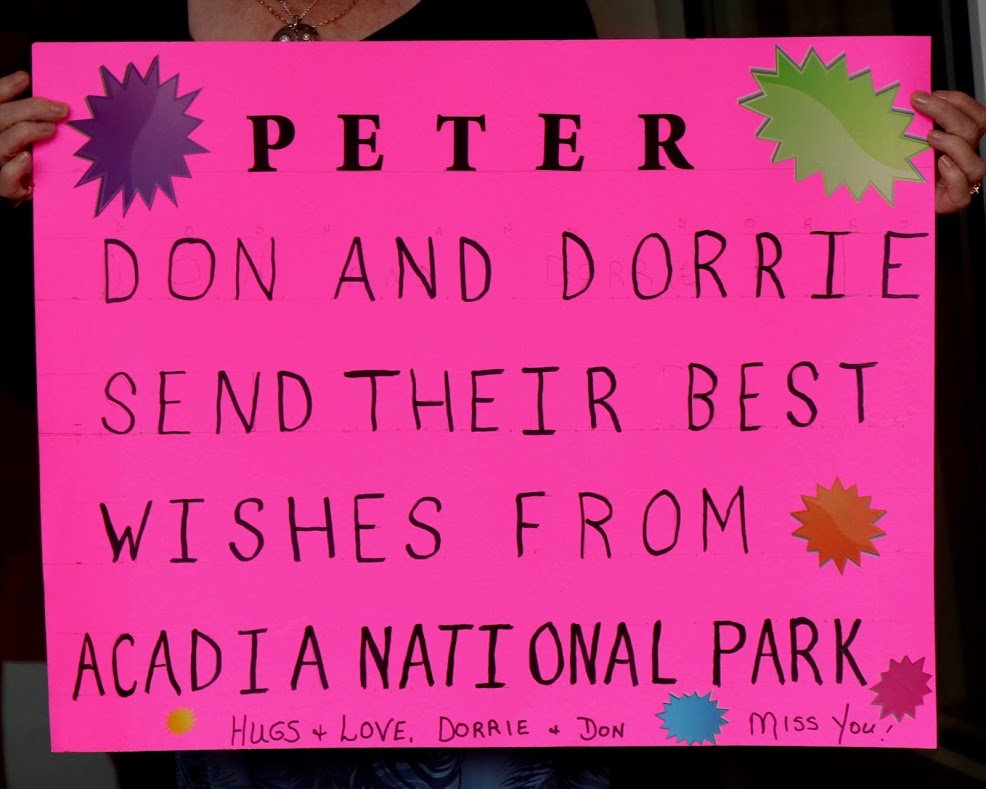 PETER
DON AND DORRIE
SEND THEIR BEST
WISHES FROM
ACADIA NATIONAL PARK
HUGS + LOVE, DORRIE + DON MISS YOU!